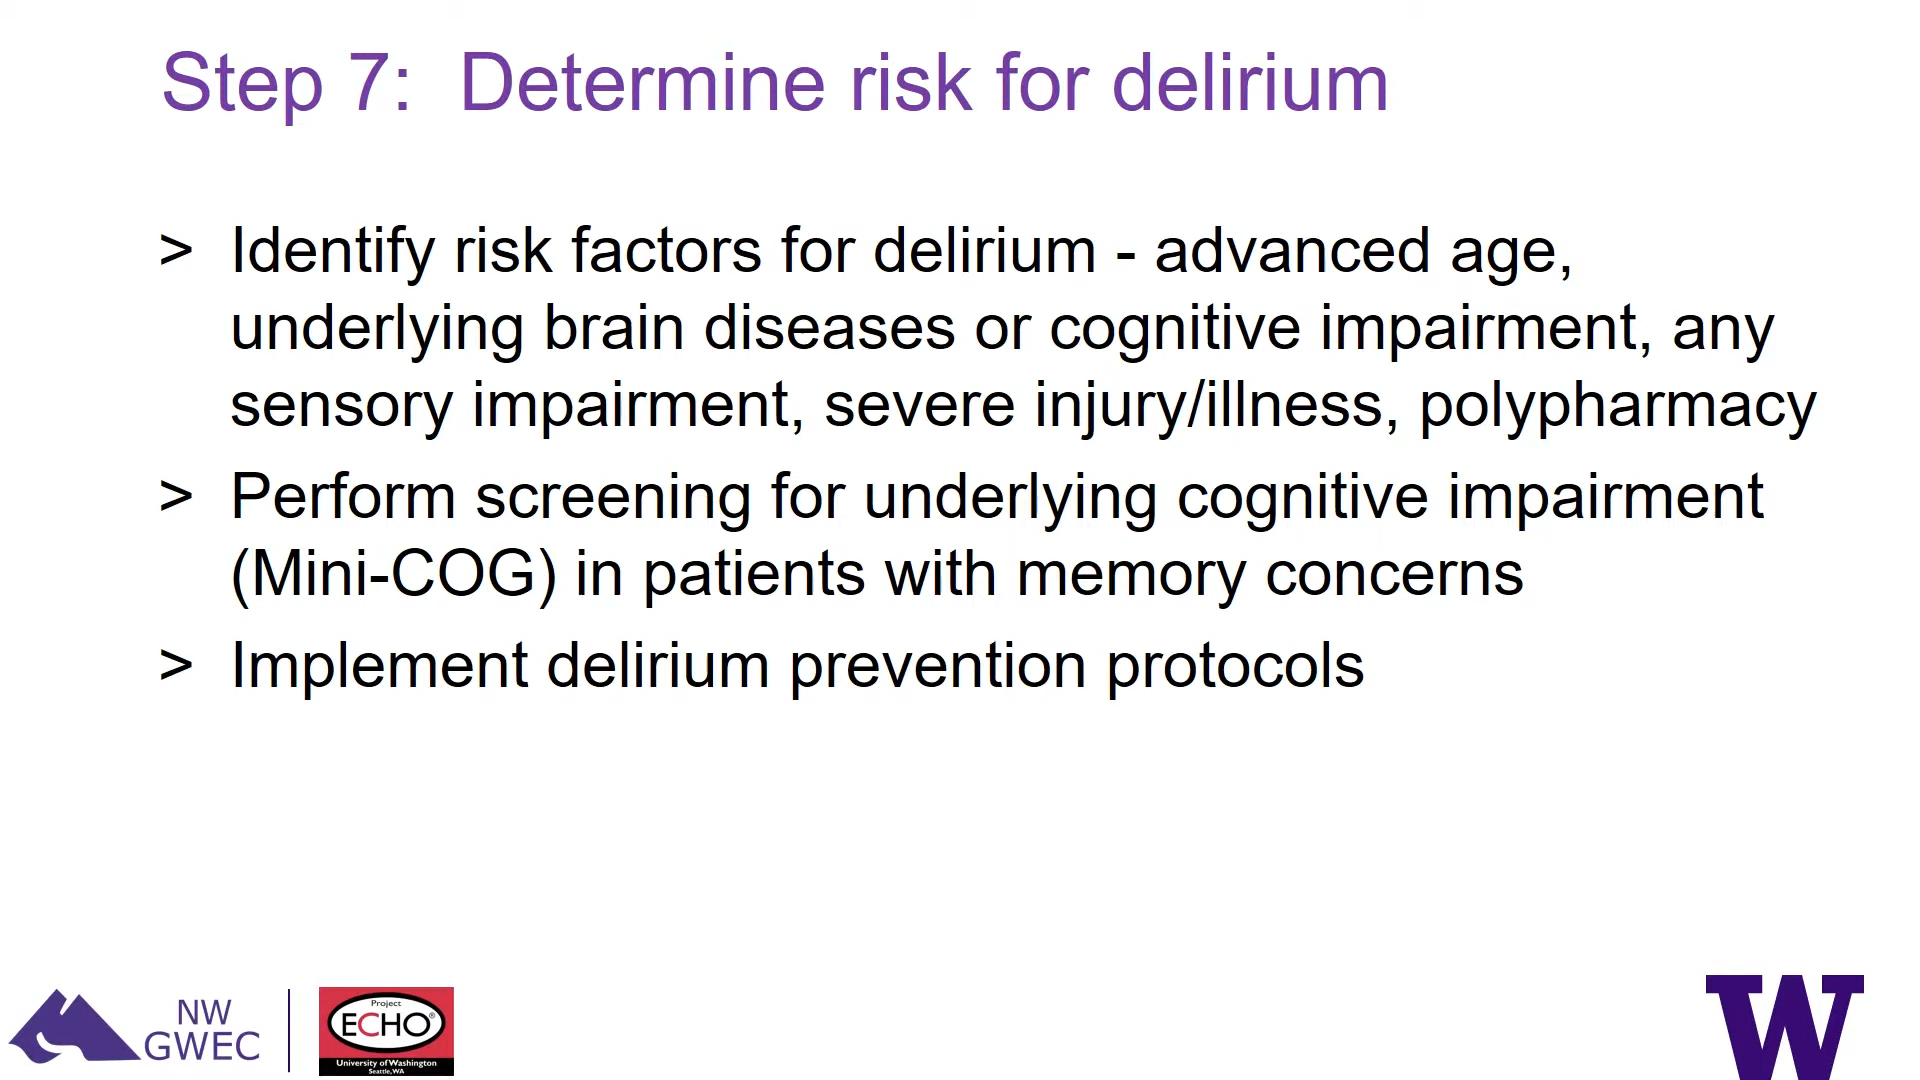 Step 7: Determine risk for delirium
> Identify risk factors for delirium - advanced age,
underlying brain diseases or cognitive impairment, any
sensory impairment, severe injury/illness, polypharmacy
> Perform screening for underlying cognitive impairment
(Mini-COG) in patients with memory concerns
> Implement delirium prevention protocols
NW
GWEC
Project
ECHO®
University of Washington
Seattle, WA
W